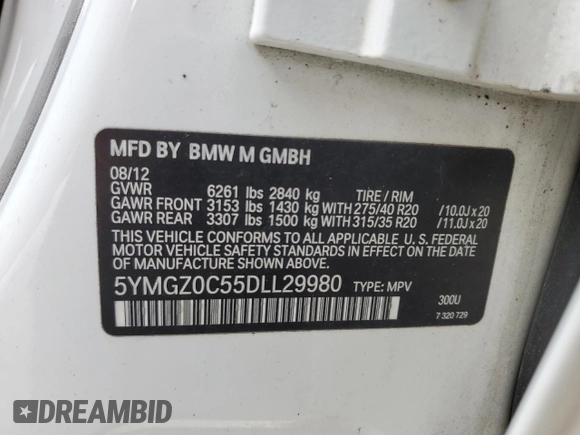 MFD BY BMW M GMBH
08/12
GVWR 6261 lbs 2840 kg TIRE / RIM
GAWR FRONT 3153 lbs 1430 kg WITH 275/40 R20 /10.0J x 20
GAWR REAR 3307 lbs 1500 kg WITH 315/35 R20 /11.0J x 20
THIS VEHICLE CONFORMS TO ALL APPLICABLE U. S. FEDERAL
MOTOR VEHICLE SAFETY STANDARDS IN EFFECT ON THE DATE
OF MANUFACTURE SHOWN ABOVE.
5YMGZ0C55DLL29980 TYPE: MPV
300U
7 320 729
DREAMBID